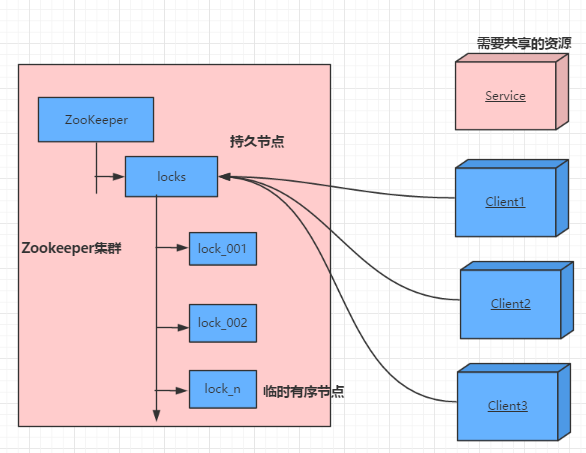 需要共享的资源
Service
ZooKeeper
持久节点
locks
Client1
Zookeeper集群
lock_001
Client2
lock_002
lock_n
临时有序节点
Client3